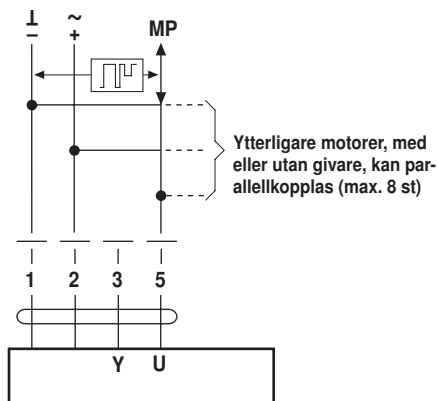 ⊥ ~
− + MP
Ytterligare motorer, med
eller utan givare, kan par-
allellkopplas (max. 8 st)
1 2 3 5
Y U